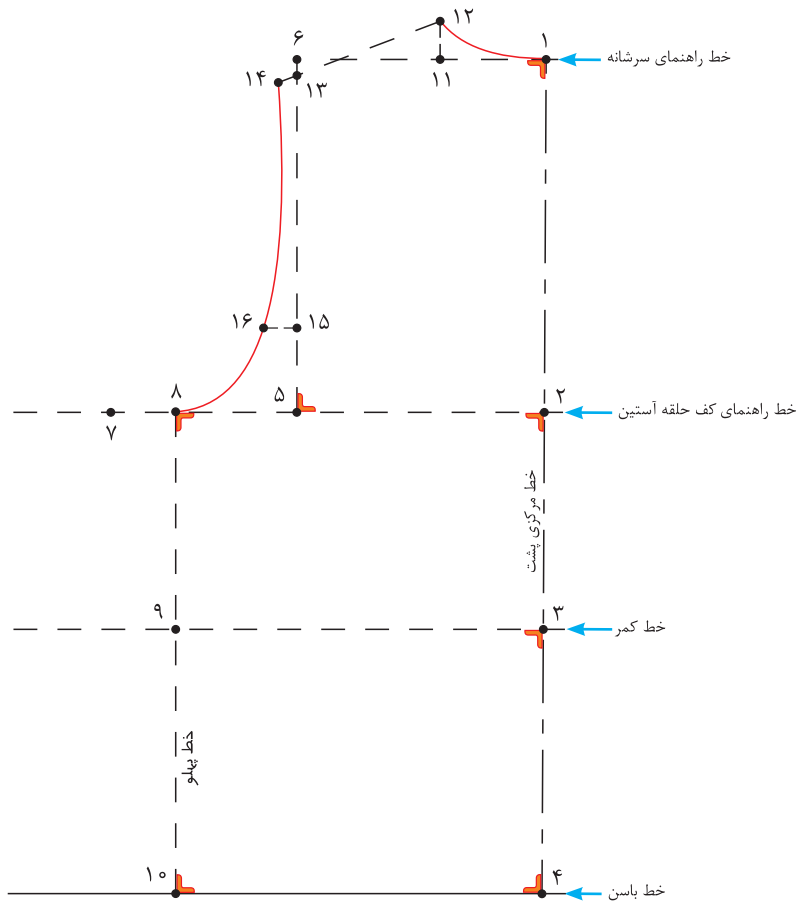 ۱۲
۱
۶
خط راهنمای سرشانه
۱۱
۱۴
۱۳
۱۶
۱۵
۸
۵
۲
خط راهنمای کف حلقه آستین
۷
خط مرکزی پشت
۹
۳
خط کمر
خط پهلو
۱۰
۴
خط باسن